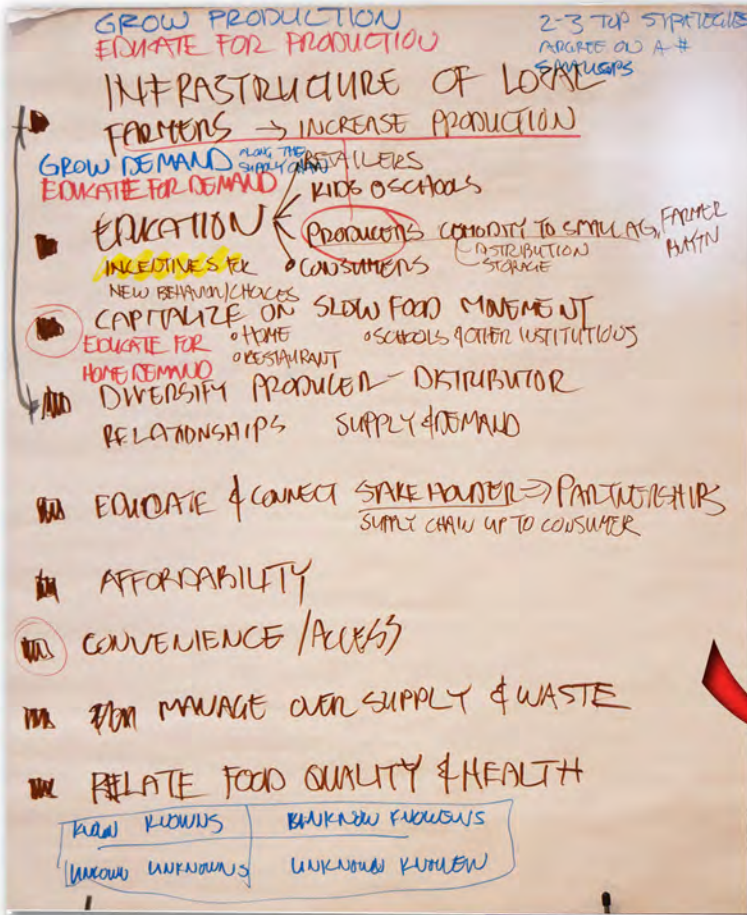 GROW PRODUCTION
EDUCATE FOR PRODUCTION
2-3 TOP STRATEGIES
AGREE ON A #
INFRASTRUCTURE OF LOCAL
FARMERS → INCREASE PRODUCTION
GROW DEMAND ALONG THE SUPPLY CHAIN
EDUCATE FOR DEMAND
RETAILERS
KIDS @ SCHOOLS
EDUCATION
PRODUCERS COMODITY TO SMALL AG, FARMER
DISTRIBUTION
STORAGE
CONSUMERS
INCENTIVES FOR
NEW BEHAVIOR/CHOICES
CAPITALIZE ON SLOW FOOD MOVEMENT
EDUCATE FOR
HOME DEMAND
HOME
RESTAURANT
SCHOOLS & OTHER INSTITUTIONS
DIVERSIFY PRODUCER - DISTRIBUTOR
RELATIONSHIPS SUPPLY & DEMAND
EDUCATE & CONNECT STAKEHOLDER ⇒ PARTNERSHIPS
SUPPLY CHAIN UP TO CONSUMER
AFFORDABILITY
CONVENIENCE / ACCESS
MANAGE OVER SUPPLY & WASTE
RELATE FOOD QUALITY & HEALTH
KNOWN KNOWNS
UNKNOWN UNKNOWNS
UNKNOWN